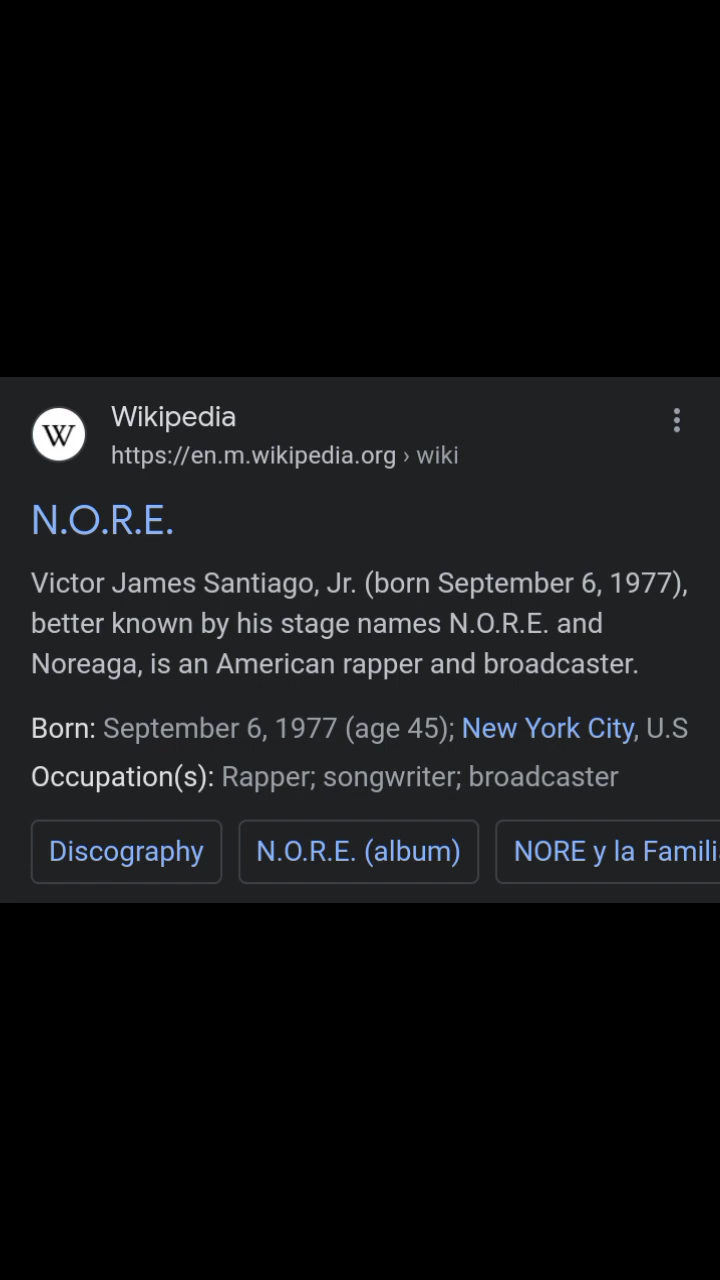 W
Wikipedia
https://en.m.wikipedia.org › wiki
N.O.R.E.
Victor James Santiago, Jr. (born September 6, 1977),
better known by his stage names N.O.R.E. and
Noreaga, is an American rapper and broadcaster.
Born: September 6, 1977 (age 45); New York City, U.S
Occupation(s): Rapper; songwriter; broadcaster
Discography N.O.R.E. (album) NORE y la Famili